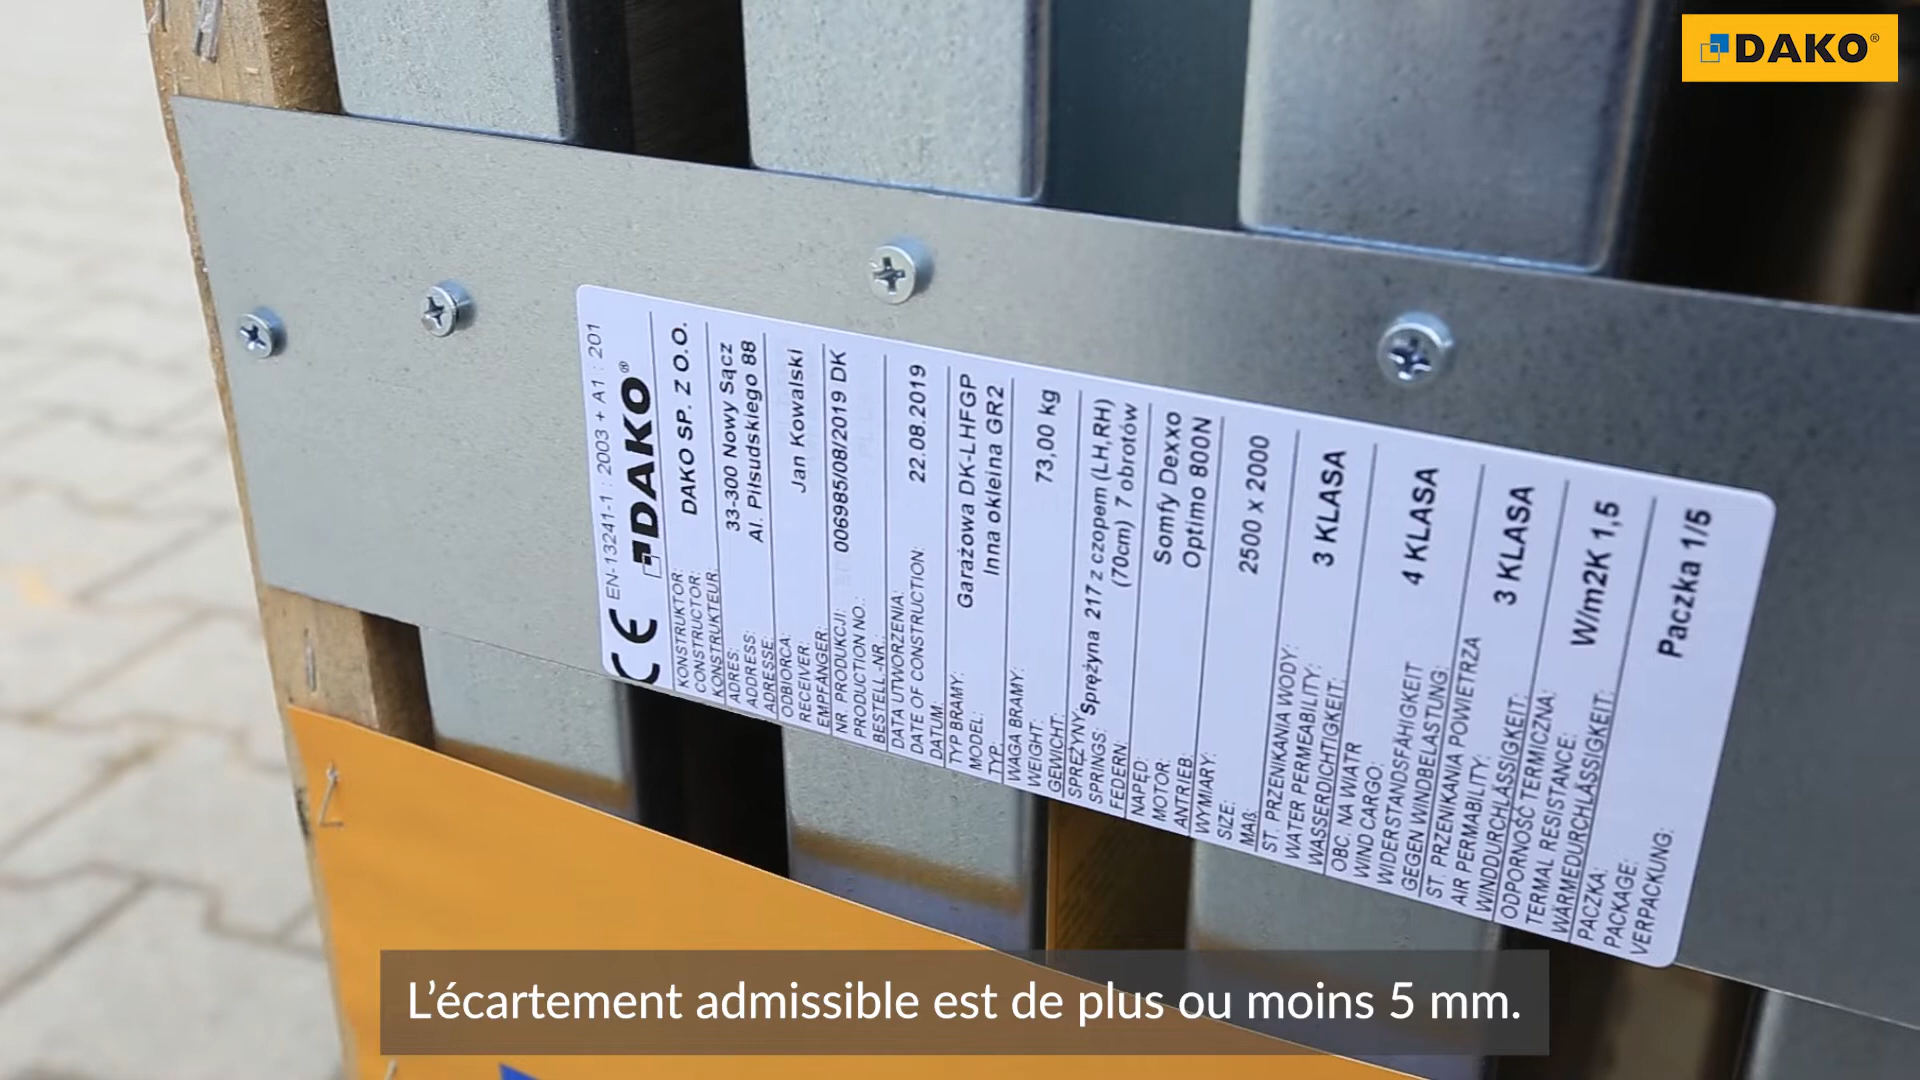 DAKO®
CE EN-13241-1 : 2003 + A1 : 201
DAKO®
KONSTRUKTOR:
CONSTRUCTOR:
KONSTRUKTEUR:
DAKO SP. Z O.O.
ADRES:
ADDRESS:
ADRESSE:
33-300 Nowy Sącz
Al. Piłsudskiego 88
ODBIORCA:
RECEIVER:
EMPFÄNGER:
Jan Kowalski
NR. PRODUKCJI:
PRODUCTION NO.:
BESTELL.-NR.:
006985/08/2019 DK
DATA UTWORZENIA:
DATE OF CONSTRUCTION:
DATUM:
22.08.2019
TYP BRAMY:
MODEL:
TYP:
Garażowa DK-LHFGP
Inna okleina GR2
WAGA BRAMY:
WEIGHT:
GEWICHT:
73,00 kg
SPRĘŻYNY:
SPRINGS:
FEDERN:
Sprężyna 217 z czopem (LH,RH)
(70cm) 7 obrotów
NAPĘD:
MOTOR:
ANTRIEB:
Somfy Dexxo
Optimo 800N
WYMIARY:
SIZE:
MAß:
2500 x 2000
ST. PRZENIKANIA WODY:
WATER PERMEABILITY:
WASSERDICHTIGKEIT:
3 KLASA
OBC. NA WIATR
WIND CARGO:
WIDERSTANDSFÄHIGKEIT
GEGEN WINDBELASTUNG:
4 KLASA
ST. PRZENIKANIA POWIETRZA
AIR PERMABILITY:
WINDURCHLÄSSIGKEIT:
3 KLASA
ODPORNOŚĆ TERMICZNA:
TERMAL RESISTANCE:
WÄRMEDURCHLÄSSIGKEIT:
W/m2K 1,5
PACZKA:
PACKAGE:
VERPACKUNG:
Paczka 1/5
L’écartement admissible est de plus ou moins 5 mm.